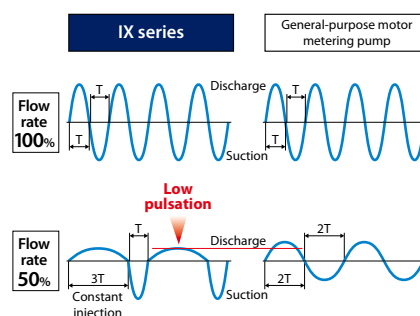 IX series
General-purpose motor
metering pump
Flow
rate
100%
T
T
Discharge
Suction
T
T
Low
pulsation
Flow
rate
50%
T
3T
Constant
injection
Discharge
Suction
2T
2T